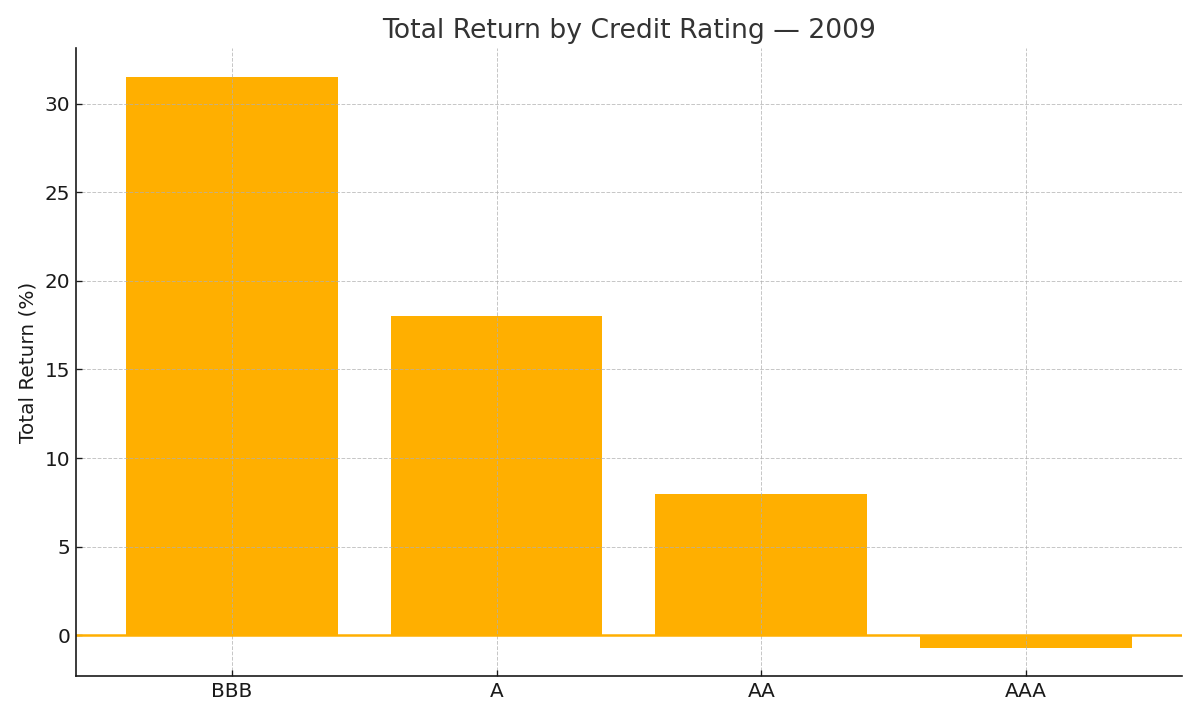 Total Return by Credit Rating — 2009
Total Return (%)
30
25
20
15
10
5
0
BBB A AA AAA